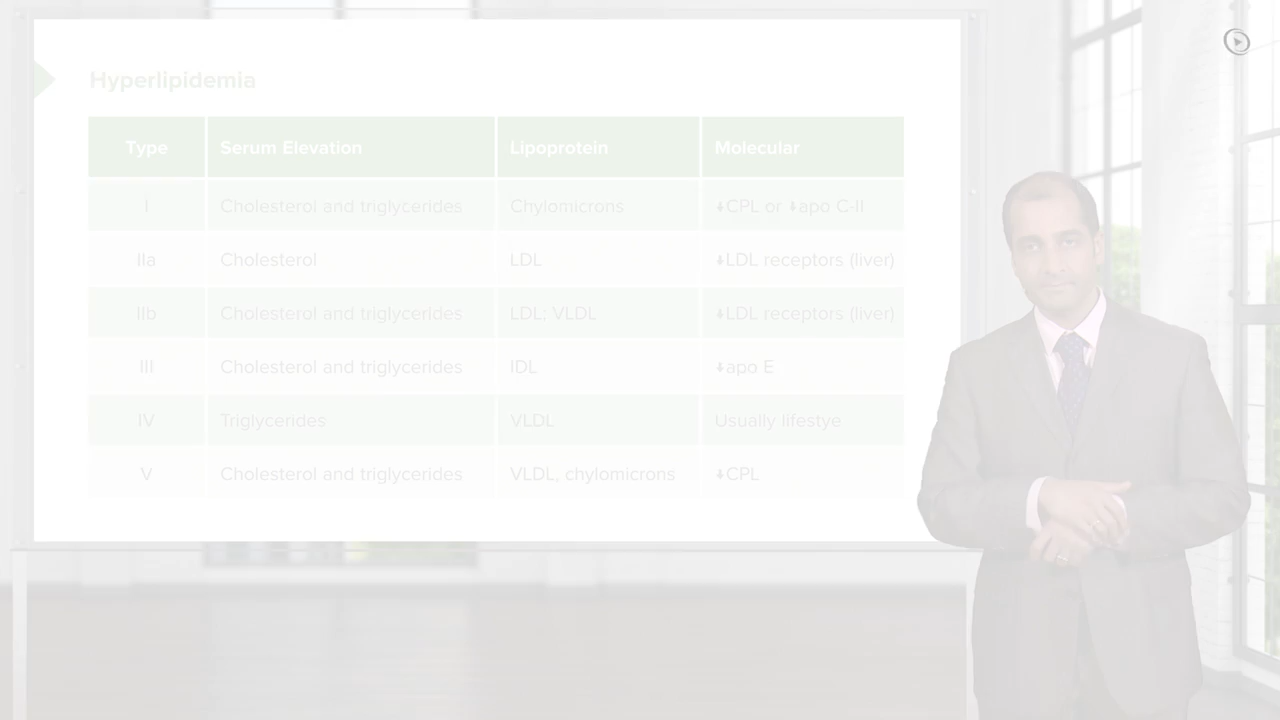 Hyperlipidemia
Type Serum Elevation Lipoprotein Molecular
I Cholesterol and triglycerides Chylomicrons ↓CPL or ↓apo C-II
IIa Cholesterol LDL ↓LDL receptors (liver)
IIb Cholesterol and triglycerides LDL; VLDL ↓LDL receptors (liver)
III Cholesterol and triglycerides IDL ↓apo E
IV Triglycerides VLDL Usually lifestye
V Cholesterol and triglycerides VLDL, chylomicrons ↓CPL